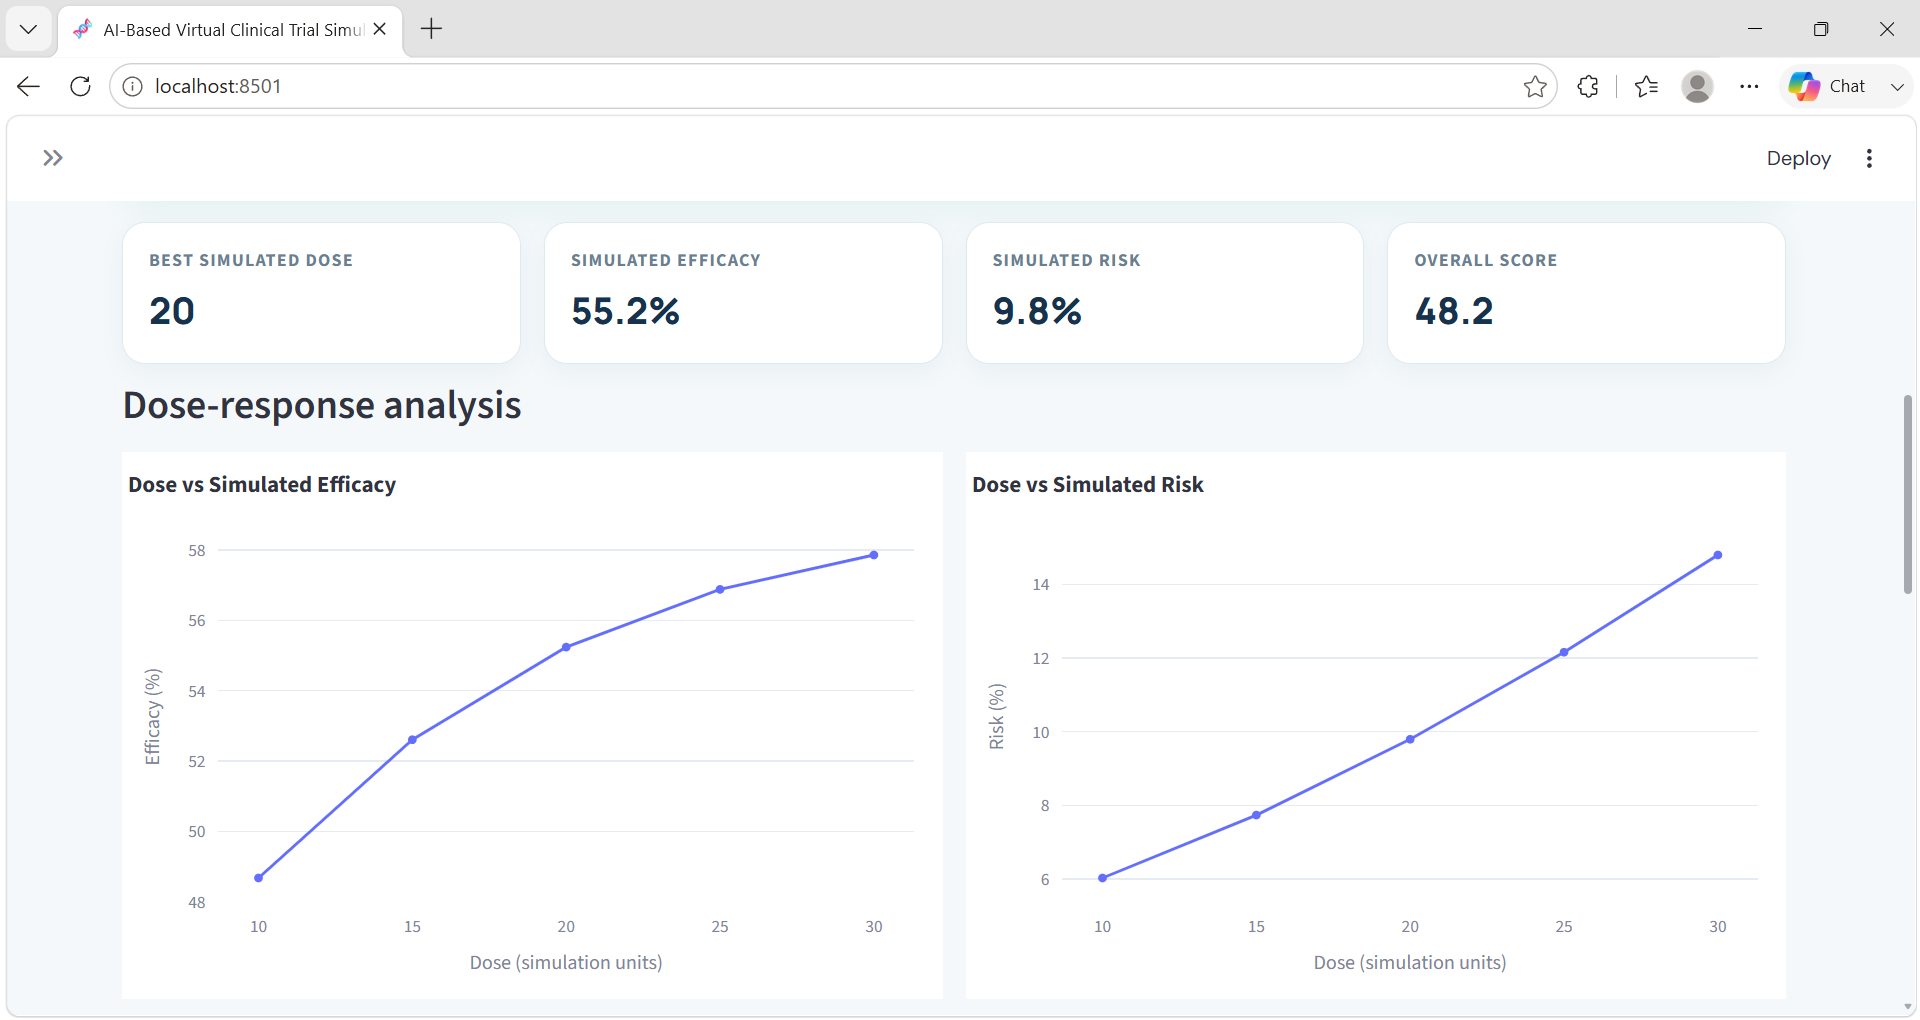 AI-Based Virtual Clinical Trial Simu
localhost:8501
Chat
Deploy
BEST SIMULATED DOSE
20
SIMULATED EFFICACY
55.2%
SIMULATED RISK
9.8%
OVERALL SCORE
48.2
Dose-response analysis
Dose vs Simulated Efficacy
58
56
54
52
50
48
Efficacy (%)
10 15 20 25 30
Dose (simulation units)
Dose vs Simulated Risk
14
12
10
8
6
Risk (%)
10 15 20 25 30
Dose (simulation units)